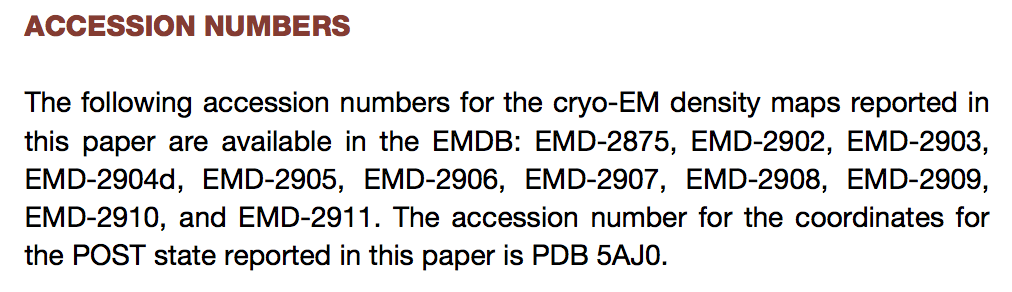 ACCESSION NUMBERS
The following accession numbers for the cryo-EM density maps reported in
this paper are available in the EMDB: EMD-2875, EMD-2902, EMD-2903,
EMD-2904d, EMD-2905, EMD-2906, EMD-2907, EMD-2908, EMD-2909,
EMD-2910, and EMD-2911. The accession number for the coordinates for
the POST state reported in this paper is PDB 5AJ0.